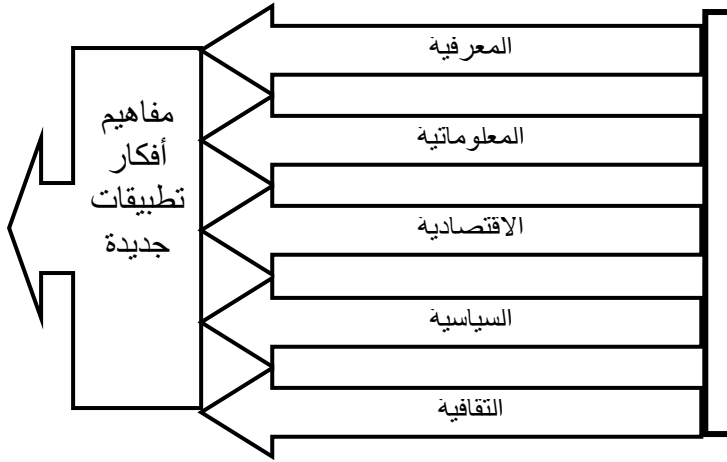 المعرفية
المعلوماتية
الاقتصادية
السياسية
الثقافية
مفاهيم
أفكار
تطبيقات
جديدة